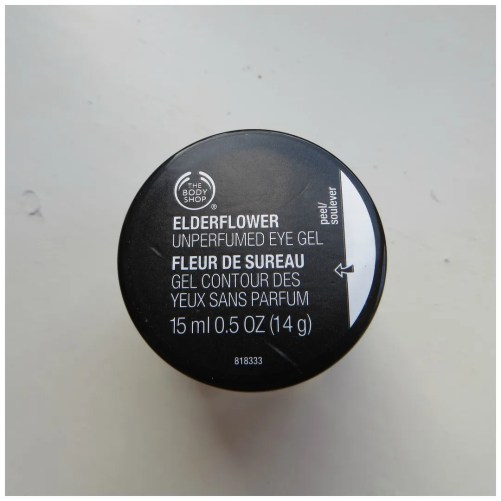 THE
BODY
SHOP
®
ELDERFLOWER
UNPERFUMED EYE GEL
FLEUR DE SUREAU
GEL CONTOUR DES
YEUX SANS PARFUM
15 ml 0.5 OZ (14 g)
818333
peel/
soulever